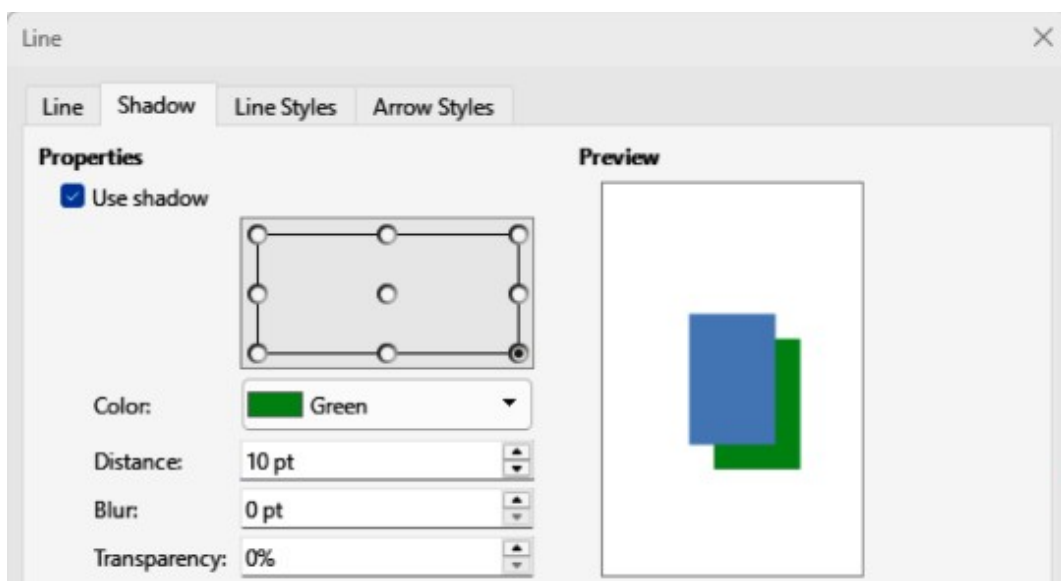 Line
Line Shadow Line Styles Arrow Styles
Properties
Preview
Use shadow
Color: Green
Distance: 10 pt
Blur: 0 pt
Transparency: 0%